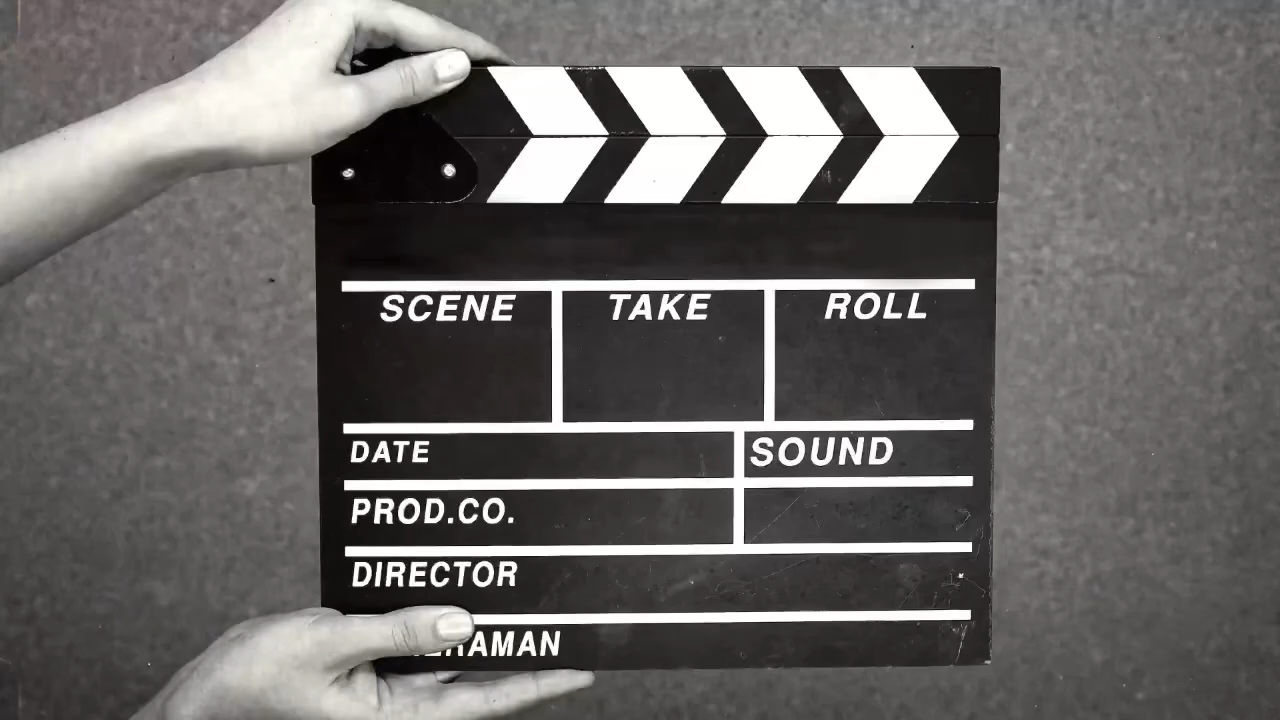 SCENE TAKE ROLL
DATE SOUND
PROD.CO.
DIRECTOR